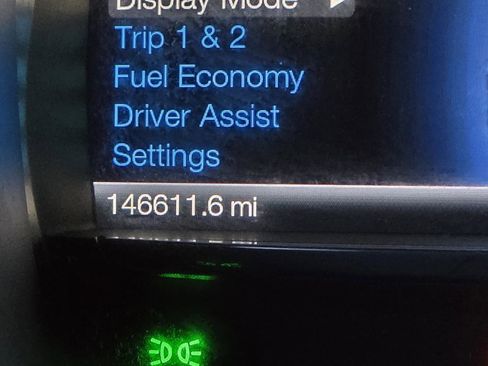 Display Mode
Trip 1 & 2
Fuel Economy
Driver Assist
Settings
146611.6 mi